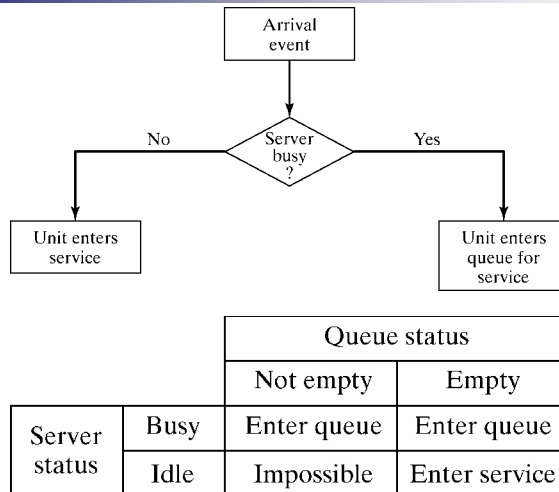 Arrival
event
No
Server
busy
?
Yes
Unit enters
service
Unit enters
queue for
service
Queue status
Not empty
Empty
Server
status
Busy
Enter queue
Enter queue
Idle
Impossible
Enter service